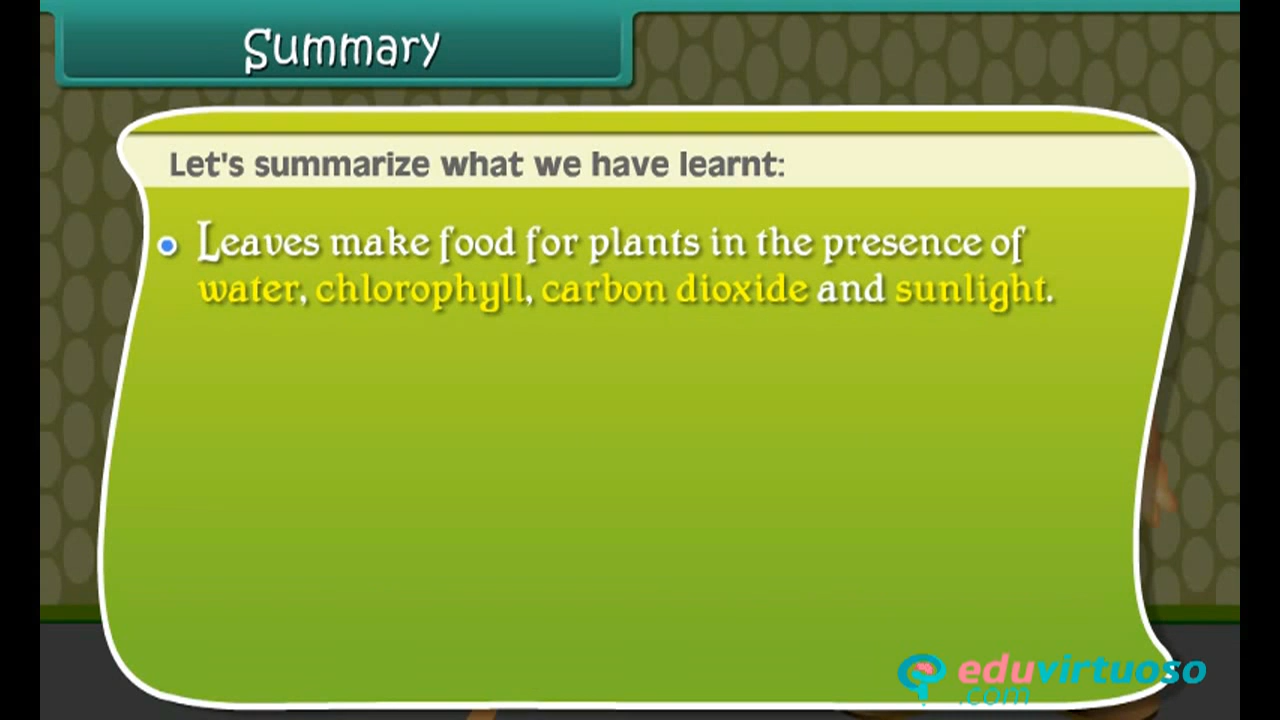 Summary
Let's summarize what we have learnt:
Leaves make food for plants in the presence of
water, chlorophyll, carbon dioxide and sunlight.
eduvirtuoso
.com